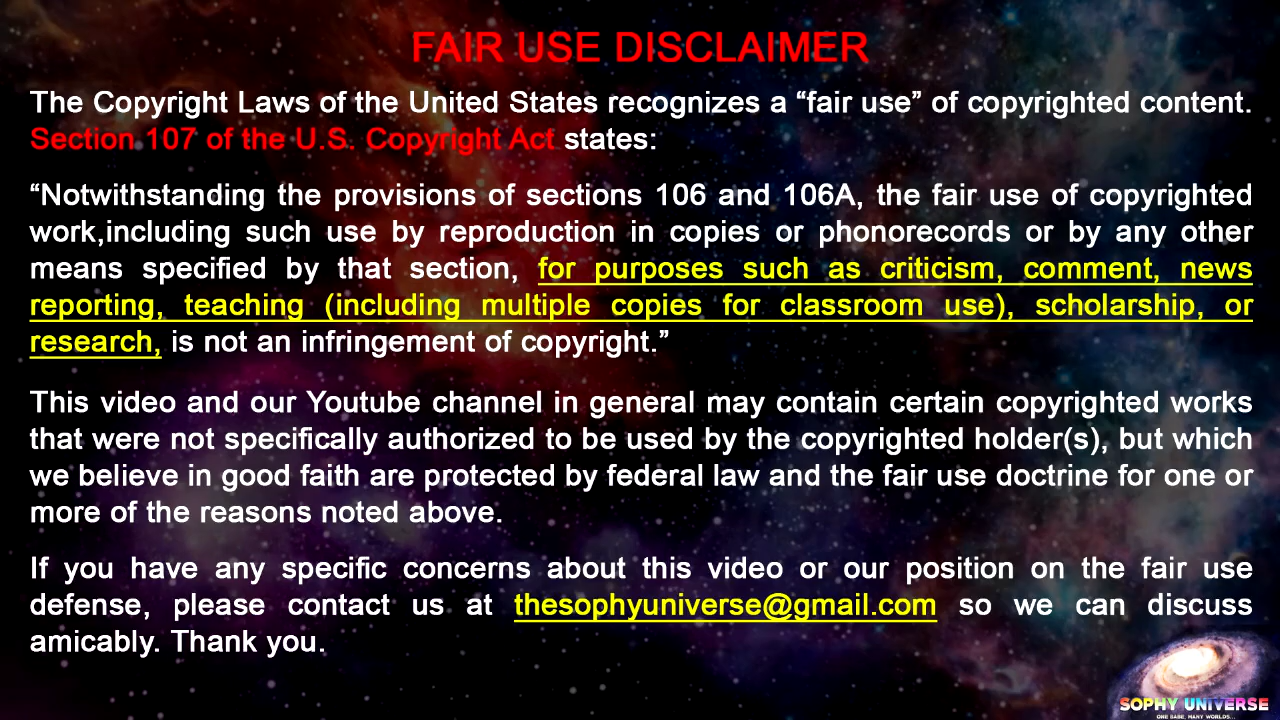 FAIR USE DISCLAIMER
The Copyright Laws of the United States recognizes a “fair use” of copyrighted content.
Section 107 of the U.S. Copyright Act states:
“Notwithstanding the provisions of sections 106 and 106A, the fair use of copyrighted
work,including such use by reproduction in copies or phonorecords or by any other
means specified by that section, for purposes such as criticism, comment, news
reporting, teaching (including multiple copies for classroom use), scholarship, or
research, is not an infringement of copyright.”
This video and our Youtube channel in general may contain certain copyrighted works
that were not specifically authorized to be used by the copyrighted holder(s), but which
we believe in good faith are protected by federal law and the fair use doctrine for one or
more of the reasons noted above.
If you have any specific concerns about this video or our position on the fair use
defense, please contact us at thesophyuniverse@gmail.com so we can discuss
amicably. Thank you.
SOPHY UNIVERSE
ONE BABE, MANY WORLDS...